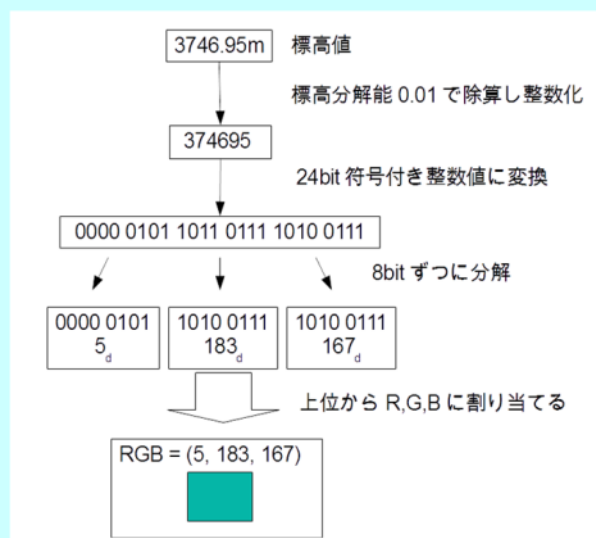 3746.95m
標高値
標高分解能 0.01 で除算し整数化
374695
24bit 符号付き整数値に変換
0000 0101 1011 0111 1010 0111
8bit ずつに分解
0000 0101
5d
1010 0111
183d
1010 0111
167d
上位から R,G,B に割り当てる
RGB = (5, 183, 167)